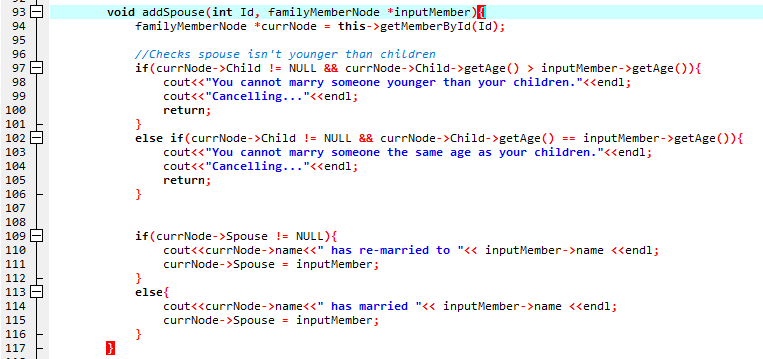 93 void addSpouse(int Id, familyMemberNode *inputMember){
94 familyMemberNode *currNode = this->getMemberById(Id);
95
96 //Checks spouse isn't younger than children
97 if(currNode->Child != NULL && currNode->Child->getAge() > inputMember->getAge()){
98 cout<<"You cannot marry someone younger than your children."<<endl;
99 cout<<"Cancelling..."<<endl;
100 return;
101 }
102 else if(currNode->Child != NULL && currNode->Child->getAge() == inputMember->getAge()){
103 cout<<"You cannot marry someone the same age as your children."<<endl;
104 cout<<"Cancelling..."<<endl;
105 return;
106 }
107
108
109 if(currNode->Spouse != NULL){
110 cout<<currNode->name<<" has re-married to "<< inputMember->name <<endl;
111 currNode->Spouse = inputMember;
112 }
113 else{
114 cout<<currNode->name<<" has married "<< inputMember->name <<endl;
115 currNode->Spouse = inputMember;
116 }
117 }